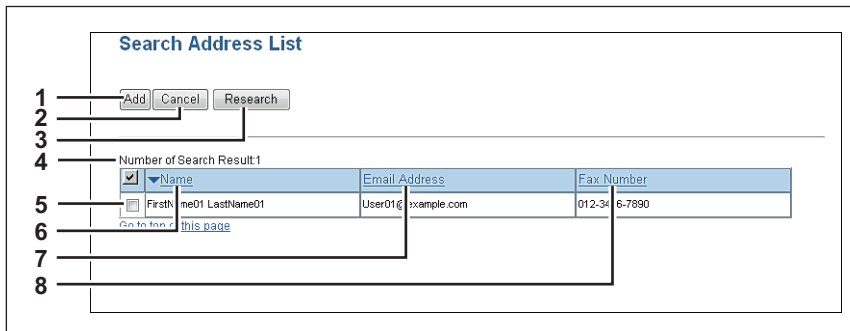 Search Address List
1 Add Cancel Research
2
3
4 Number of Search Result:1
Name Email Address Fax Number
5 FirstName01 LastName01 User01@example.com 012-3456-7890
6 Go to top of this page
7
8